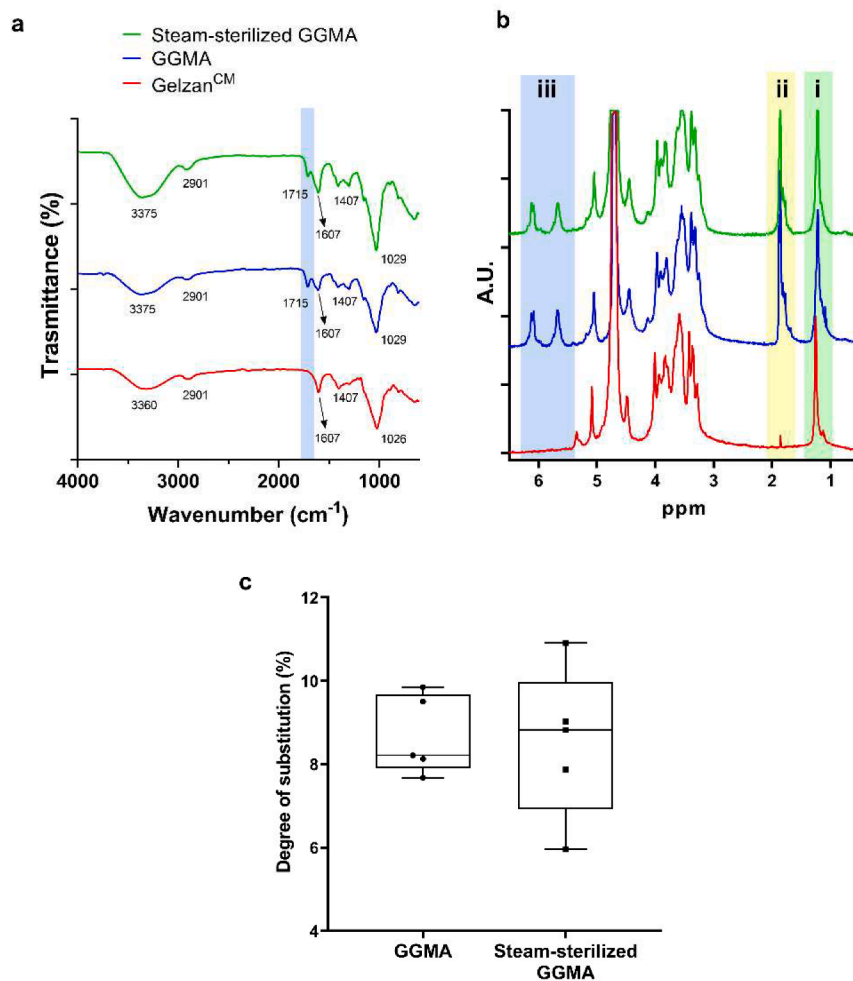 a
Steam-sterilized GGMA
GGMA
Gelzan^CM
Trasmittance (%)
3375
2901
1715
1607
1407
1029
3375
2901
1715
1607
1407
1029
3360
2901
1607
1407
1026
4000 3000 2000 1000
Wavenumber (cm⁻¹)
b
iii ii i
A.U.
6 5 4 3 2 1
ppm
c
Degree of substitution (%)
12
10
8
6
4
GGMA
Steam-sterilized
GGMA